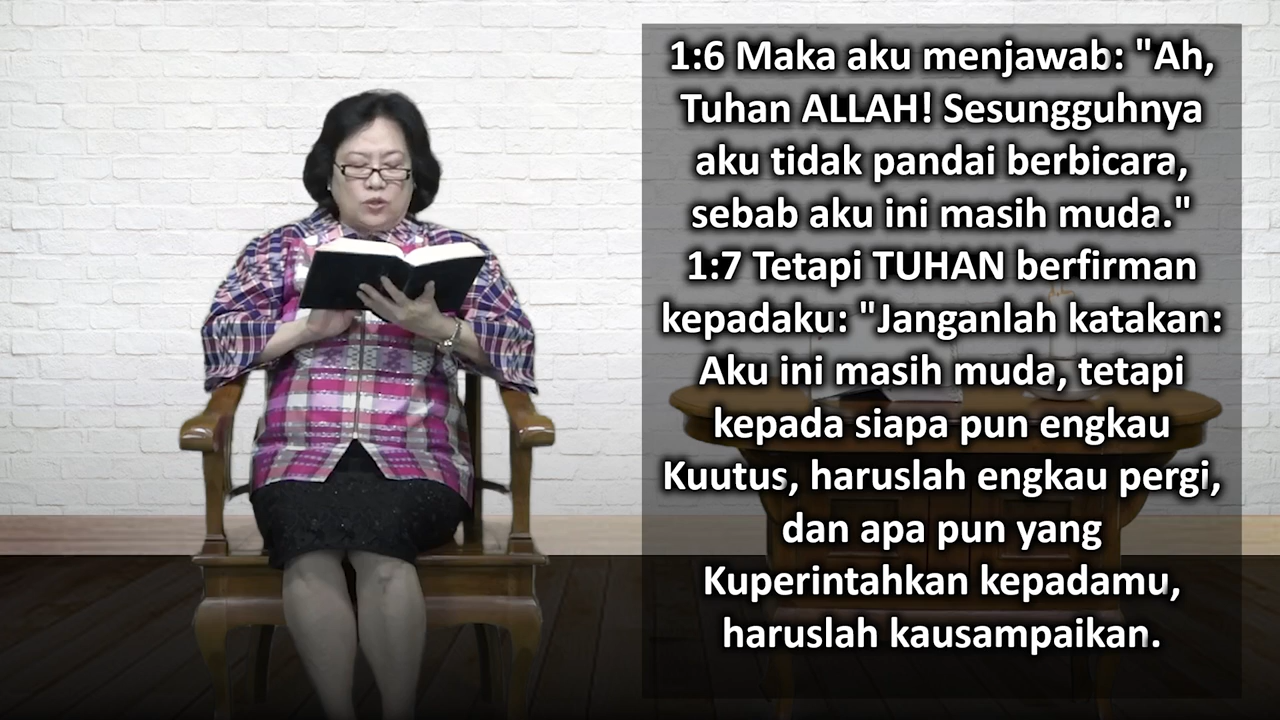 1:6 Maka aku menjawab: "Ah,
Tuhan ALLAH! Sesungguhnya
aku tidak pandai berbicara,
sebab aku ini masih muda."
1:7 Tetapi TUHAN berfirman
kepadaku: "Janganlah katakan:
Aku ini masih muda, tetapi
kepada siapa pun engkau
Kuutus, haruslah engkau pergi,
dan apa pun yang
Kuperintahkan kepadamu,
haruslah kausampaikan.